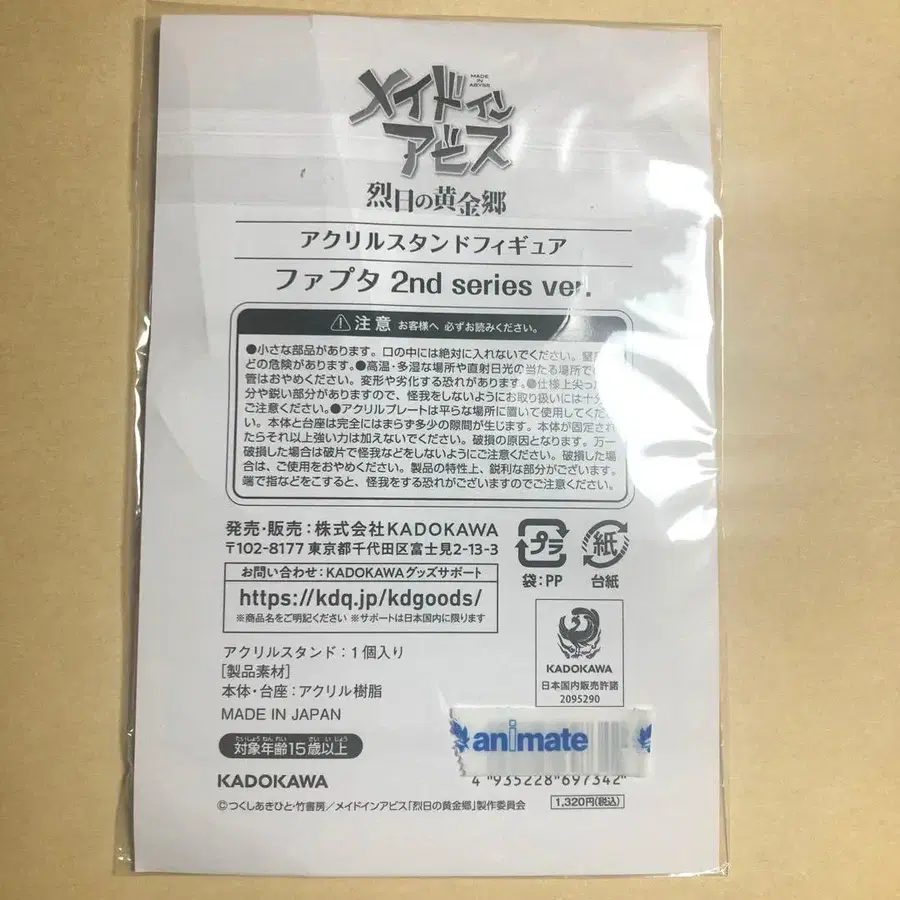 メイドイン
MADE IN ABYSS
アビス
烈日の黄金郷
アクリルスタンドフィギュア
ファプタ 2nd series ver.
⚠注意 お客様へ 必ずお読みください。
●小さな部品があります。口の中には絶対に入れないでください。
どの危険があります。●高温・多湿な場所や直射日光の当たる場所で
管はおやめください。変形や劣化する恐れがあります。●仕様上尖った
分や鋭い部分がありますので、怪我をしないようにお取り扱いには十分
ご注意ください。●アクリルプレートは平らな場所に置いて使用してくださ
い。本体と台座は完全にはまらず多少の隙間が生じます。本体が固定され
たらそれ以上強い力は加えないでください。破損の原因となります。万一
破損した場合は破片で怪我などをしないようにご注意ください。破損した場
合は、ご使用をおやめください。製品の特性上、鋭利な部分がございます。
端で指などをこすると、怪我をする恐れがございますのでご注意ください。
発売・販売：株式会社KADOKAWA
〒102-8177 東京都千代田区富士見2-13-3
お問い合わせ：KADOKAWAグッズサポート
https://kdq.jp/kdgoods/
※商品名をご明記ください ※サポートは日本国内に限ります
プラ
袋：PP
紙
台紙
KADOKAWA
日本国内販売許諾
2095290
アクリルスタンド：1個入り
[製品素材]
本体・台座：アクリル樹脂
MADE IN JAPAN
たいしょうねんれい さいいじょう
対象年齢15歳以上
animate
4 935228 697342
KADOKAWA
©つくしあきひと・竹書房／メイドインアビス「烈日の黄金郷」製作委員会
1,320円(税込)